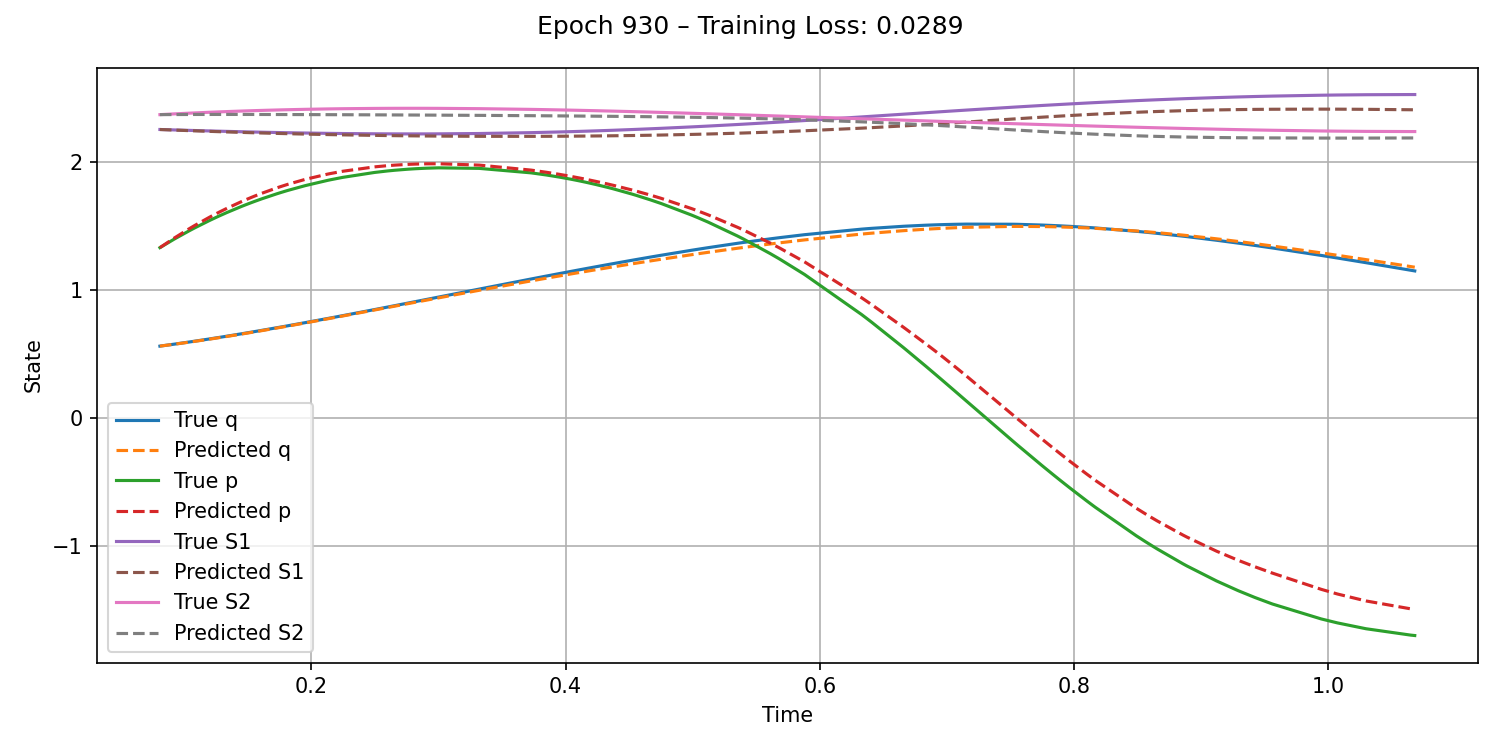 Epoch 930 – Training Loss: 0.0289
State
2
1
0
−1
True q
Predicted q
True p
Predicted p
True S1
Predicted S1
True S2
Predicted S2
0.2
0.4
0.6
0.8
1.0
Time